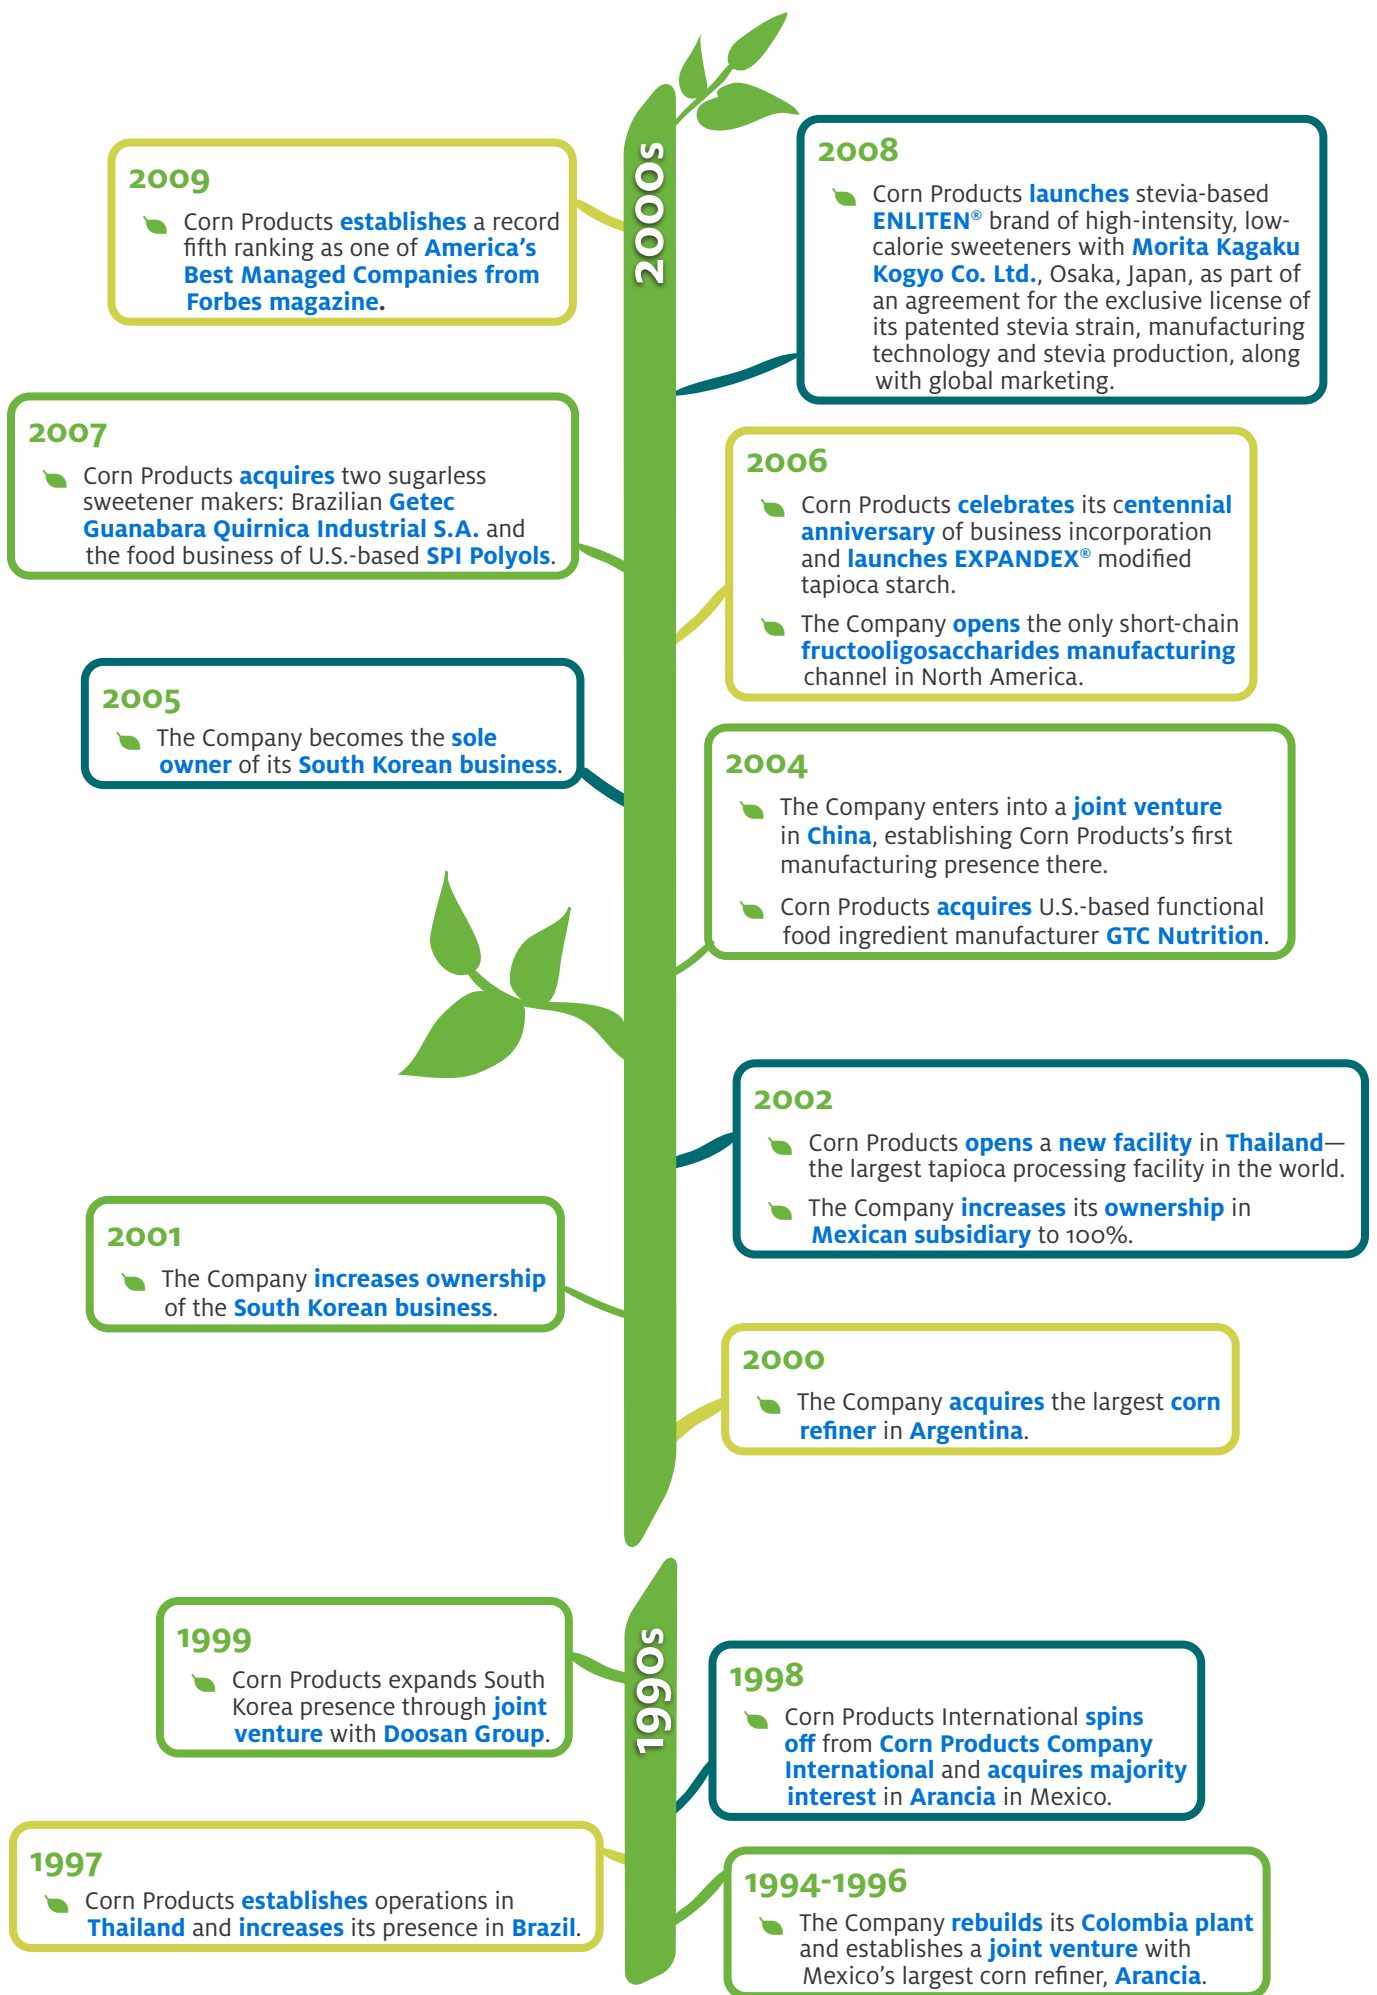 2000s
2009
Corn Products establishes a record
fifth ranking as one of America's
Best Managed Companies from
Forbes magazine.
2008
Corn Products launches stevia-based
ENLITEN® brand of high-intensity, low-
calorie sweeteners with Morita Kagaku
Kogyo Co. Ltd., Osaka, Japan, as part of
an agreement for the exclusive license of
its patented stevia strain, manufacturing
technology and stevia production, along
with global marketing.
2007
Corn Products acquires two sugarless
sweetener makers: Brazilian Getec
Guanabara Quirnica Industrial S.A. and
the food business of U.S.-based SPI Polyols.
2006
Corn Products celebrates its centennial
anniversary of business incorporation
and launches EXPANDEX® modified
tapioca starch.
The Company opens the only short-chain
fructooligosaccharides manufacturing
channel in North America.
2005
The Company becomes the sole
owner of its South Korean business.
2004
The Company enters into a joint venture
in China, establishing Corn Products's first
manufacturing presence there.
Corn Products acquires U.S.-based functional
food ingredient manufacturer GTC Nutrition.
2002
Corn Products opens a new facility in Thailand—
the largest tapioca processing facility in the world.
The Company increases its ownership in
Mexican subsidiary to 100%.
2001
The Company increases ownership
of the South Korean business.
2000
The Company acquires the largest corn
refiner in Argentina.
1990s
1999
Corn Products expands South
Korea presence through joint
venture with Doosan Group.
1998
Corn Products International spins
off from Corn Products Company
International and acquires majority
interest in Arancia in Mexico.
1997
Corn Products establishes operations in
Thailand and increases its presence in Brazil.
1994-1996
The Company rebuilds its Colombia plant
and establishes a joint venture with
Mexico's largest corn refiner, Arancia.